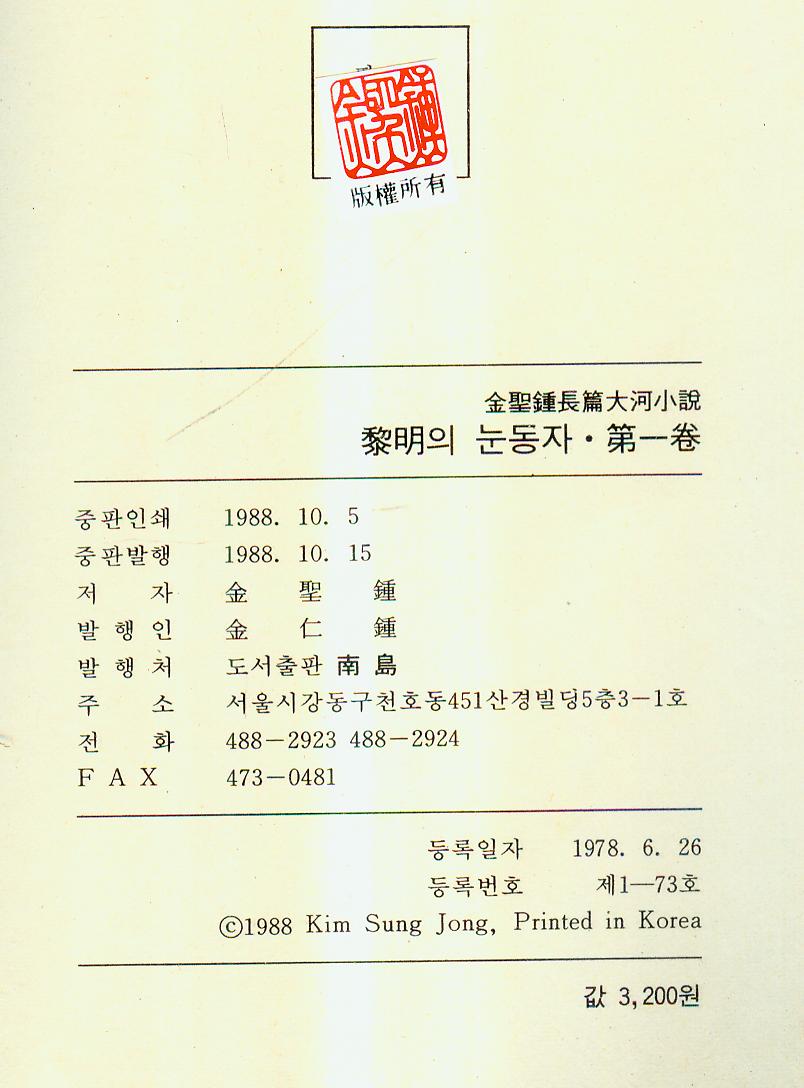 金聖鍾
版權所有
金聖鍾長篇大河小說
黎明의 눈동자·第一卷
중판인쇄 1988. 10. 5
중판발행 1988. 10. 15
저 자 金 聖 鍾
발 행 인 金 仁 鍾
발 행 처 도서출판 南 島
주 소 서울시강동구천호동451산경빌딩5층3-1호
전 화 488-2923 488-2924
F A X 473-0481
등록일자 1978. 6. 26
등록번호 제1-73호
©1988 Kim Sung Jong, Printed in Korea
값 3,200원